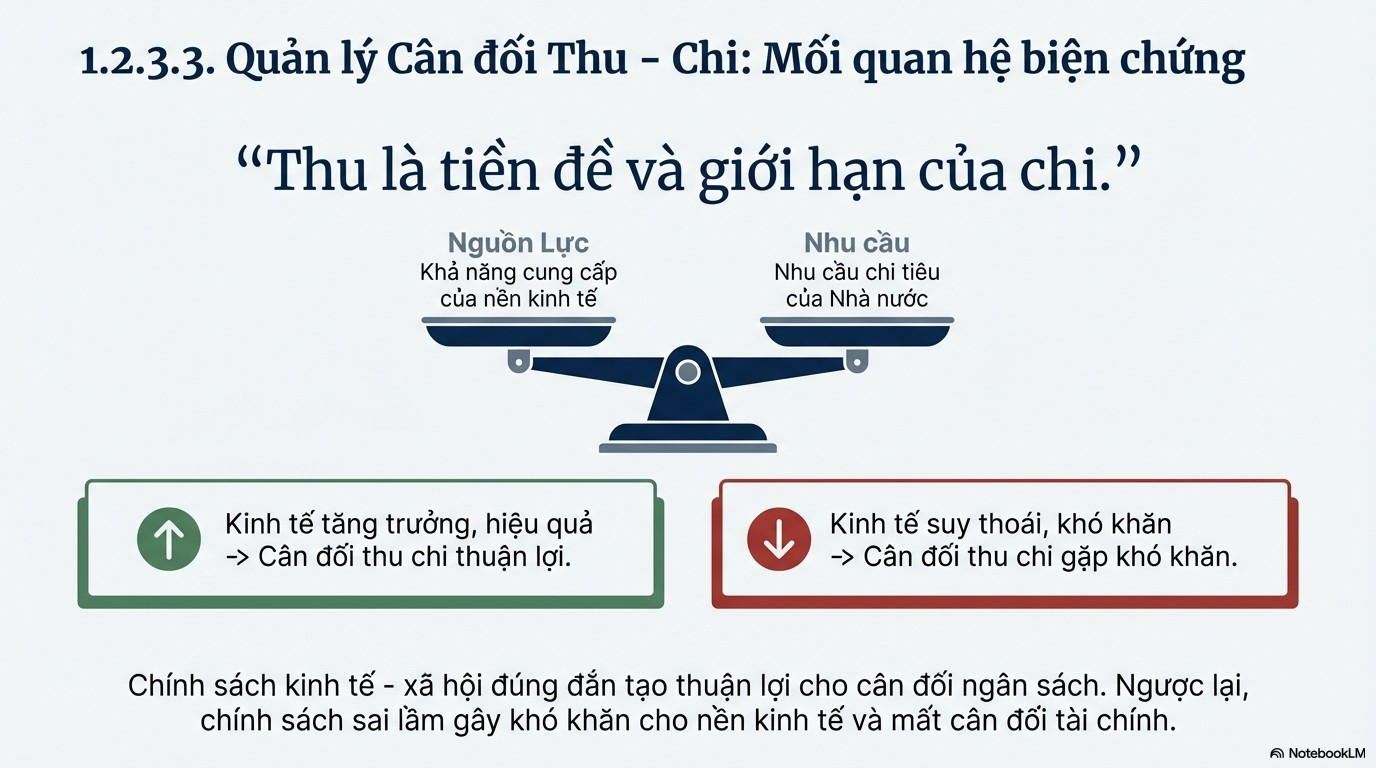 1.2.3.3. Quản lý Cân đối Thu - Chi: Mối quan hệ biện chứng
“Thu là tiền đề và giới hạn của chi.”
Nguồn Lực
Khả năng cung cấp
của nền kinh tế
Nhu cầu
Nhu cầu chi tiêu
của Nhà nước
Kinh tế tăng trưởng, hiệu quả
-> Cân đối thu chi thuận lợi.
Kinh tế suy thoái, khó khăn
-> Cân đối thu chi gặp khó khăn.
Chính sách kinh tế - xã hội đúng đắn tạo thuận lợi cho cân đối ngân sách. Ngược lại,
chính sách sai lầm gây khó khăn cho nền kinh tế và mất cân đối tài chính.
NotebookLM